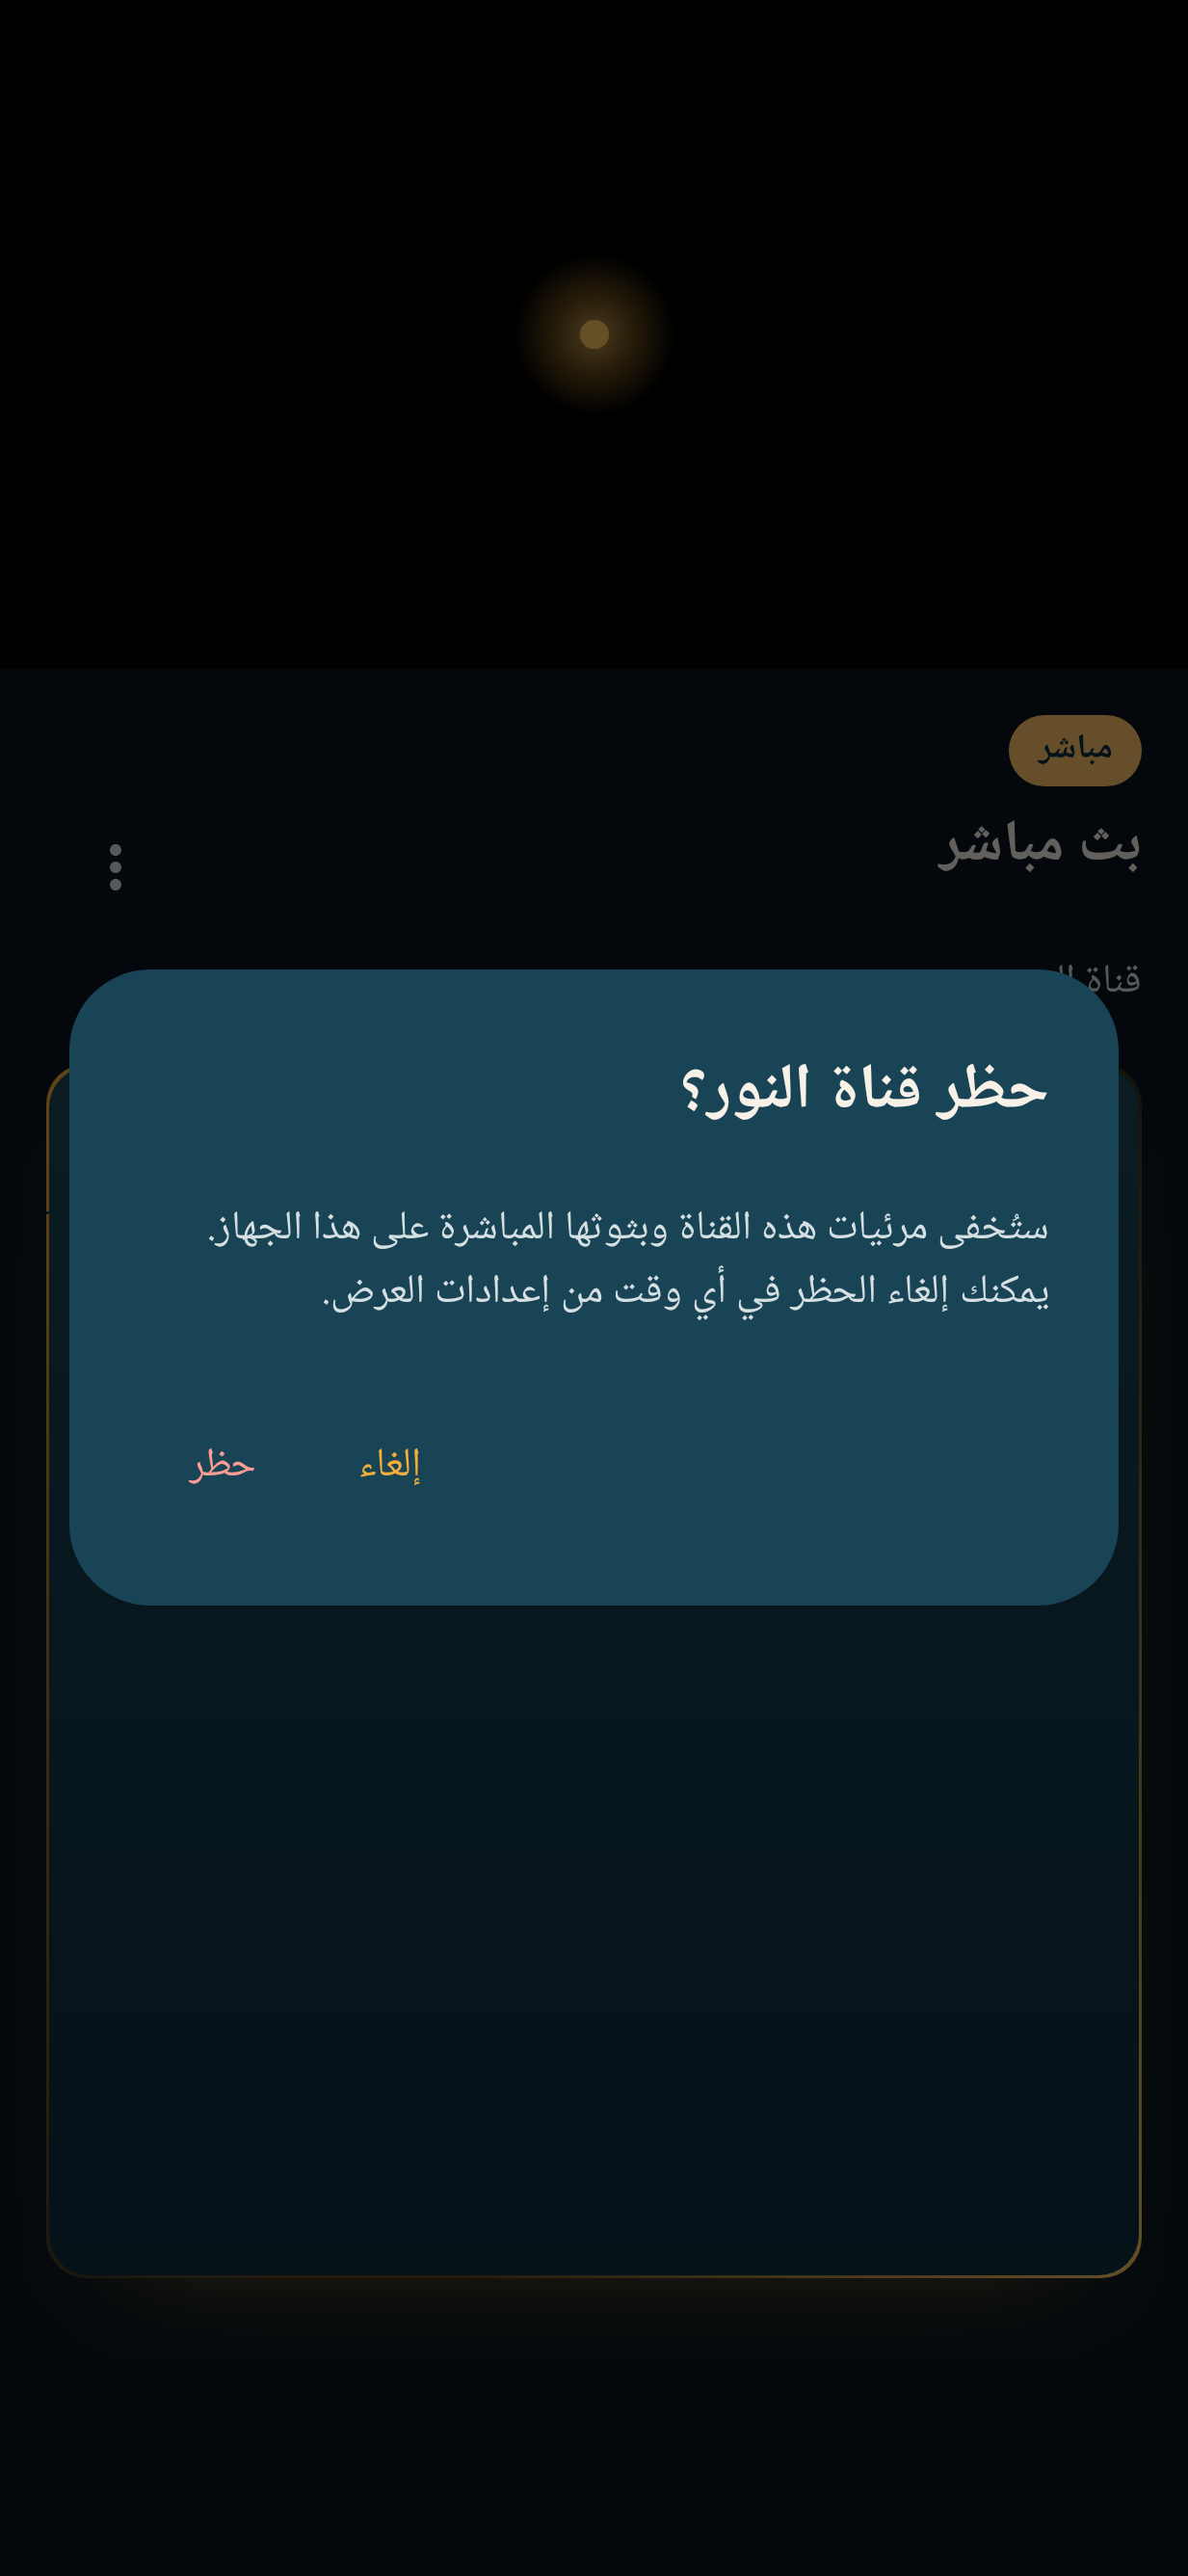 مباشر
بث مباشر
قناة
حظر قناة النور؟
ستُخفى مرئيات هذه القناة وبثوثها المباشرة على هذا الجهاز.
يمكنك إلغاء الحظر في أي وقت من إعدادات العرض.
إلغاء
حظر